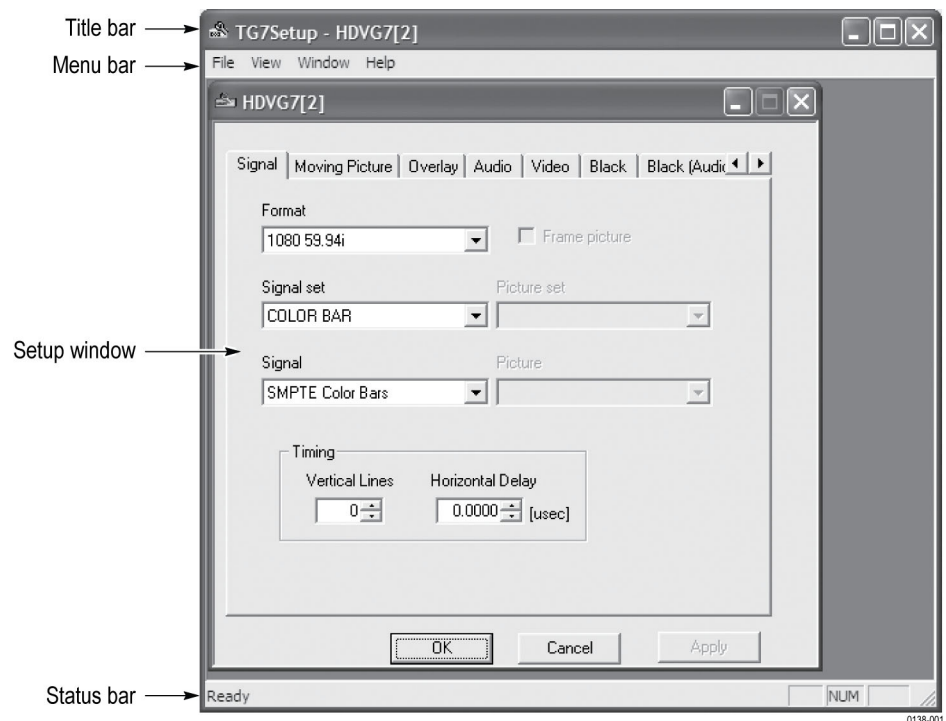 Title bar
TG7Setup - HDVG7[2]
Menu bar
File View Window Help
HDVG7[2]
Signal Moving Picture Overlay Audio Video Black Black (Audio
Format
1080 59.94i
Frame picture
Signal set Picture set
COLOR BAR
Setup window
Signal Picture
SMPTE Color Bars
Timing
Vertical Lines Horizontal Delay
0 0.0000 [usec]
OK Cancel Apply
Status bar
Ready NUM
0138-001